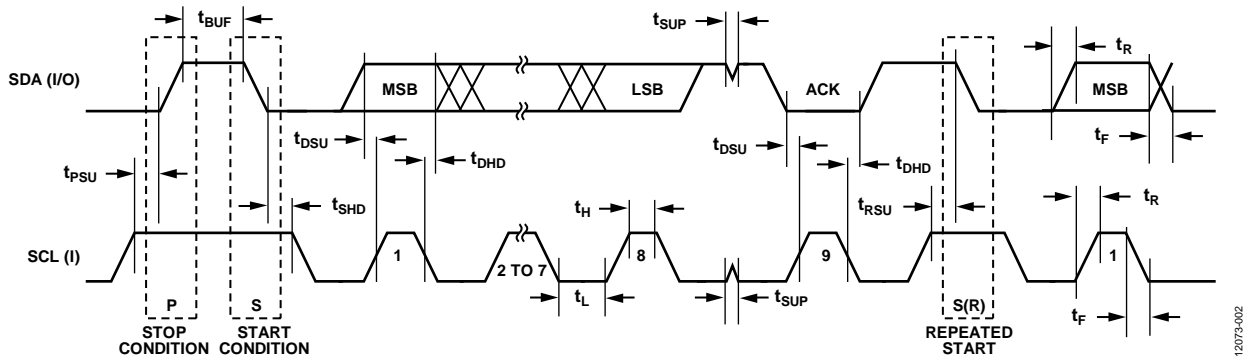 tBUF
tSUP
tR
SDA (I/O)
MSB
LSB
ACK
MSB
tDSU
tDHD
tDSU
tDHD
tF
tPSU
tSHD
tH
tRSU
tR
SCL (I)
1
2 TO 7
8
9
1
tL
tSUP
tF
P
S
S(R)
STOP
CONDITION
START
CONDITION
REPEATED
START
12073-002